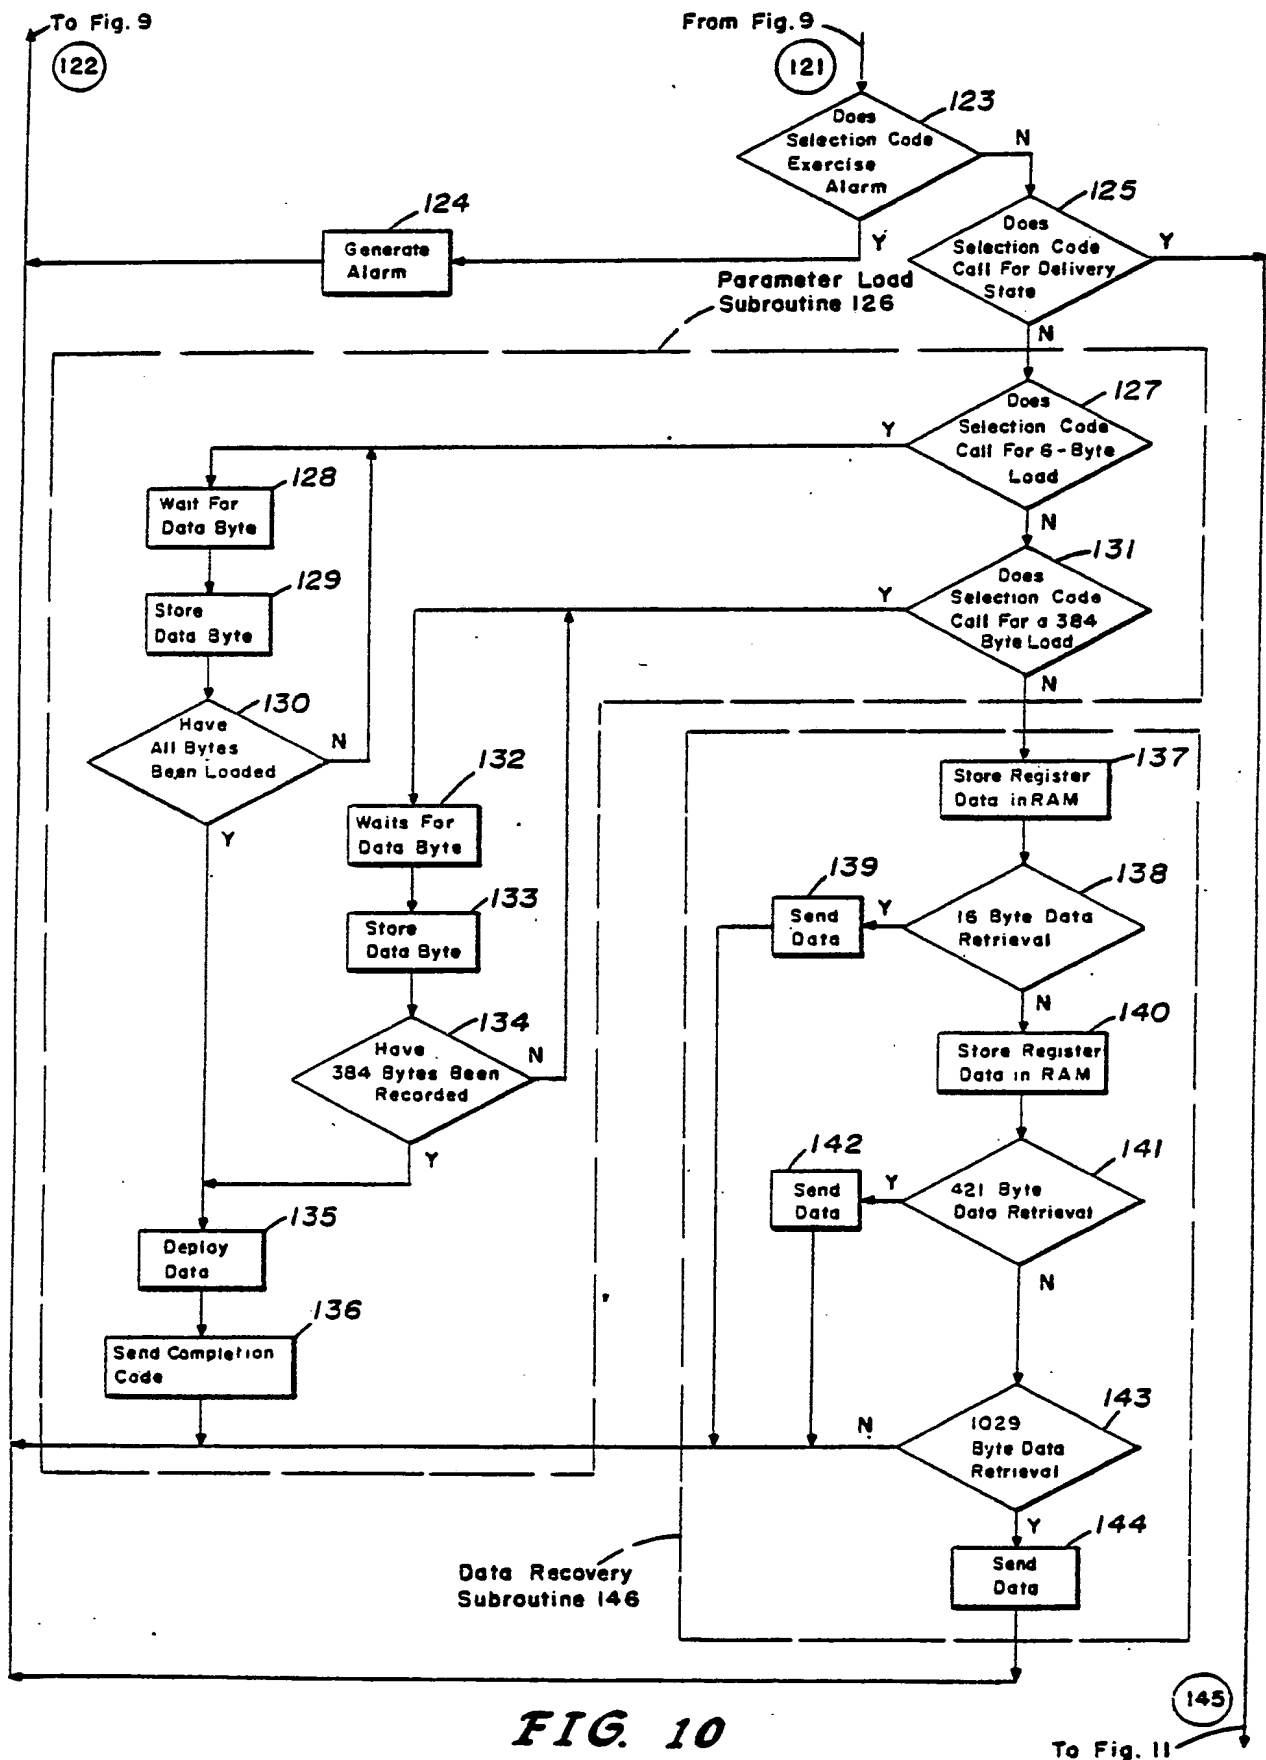 To Fig. 9
122
From Fig. 9
121
123
Does
Selection Code
Exercise
Alarm
N
Y
124
Generate
Alarm
125
Does
Selection Code
Call For Delivery
State
Y
N
Parameter Load
Subroutine 126
127
Does
Selection Code
Call For 6-Byte
Load
Y
N
128
Wait For
Data Byte
129
Store
Data Byte
130
Have
All Bytes
Been Loaded
N
Y
131
Does
Selection Code
Call For a 384
Byte Load
Y
N
132
Waits For
Data Byte
133
Store
Data Byte
134
Have
384 Bytes Been
Recorded
N
Y
135
Deploy
Data
136
Send Completion
Code
137
Store Register
Data in RAM
138
16 Byte Data
Retrieval
Y
N
139
Send
Data
140
Store Register
Data in RAM
141
421 Byte
Data Retrieval
Y
N
142
Send
Data
143
1029
Byte Data
Retrieval
N
Y
144
Send
Data
Data Recovery
Subroutine 146
145
To Fig. 11
FIG. 10